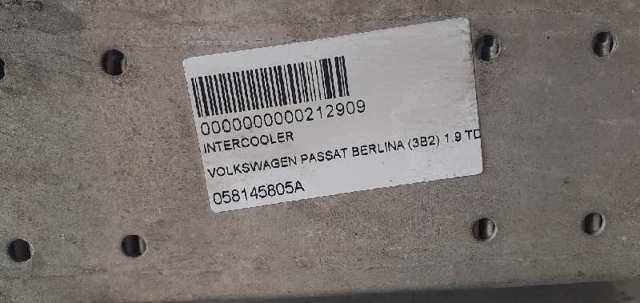 0000000000212909
INTERCOOLER
VOLKSWAGEN PASSAT BERLINA (3B2) 1.9 TD
058145805A